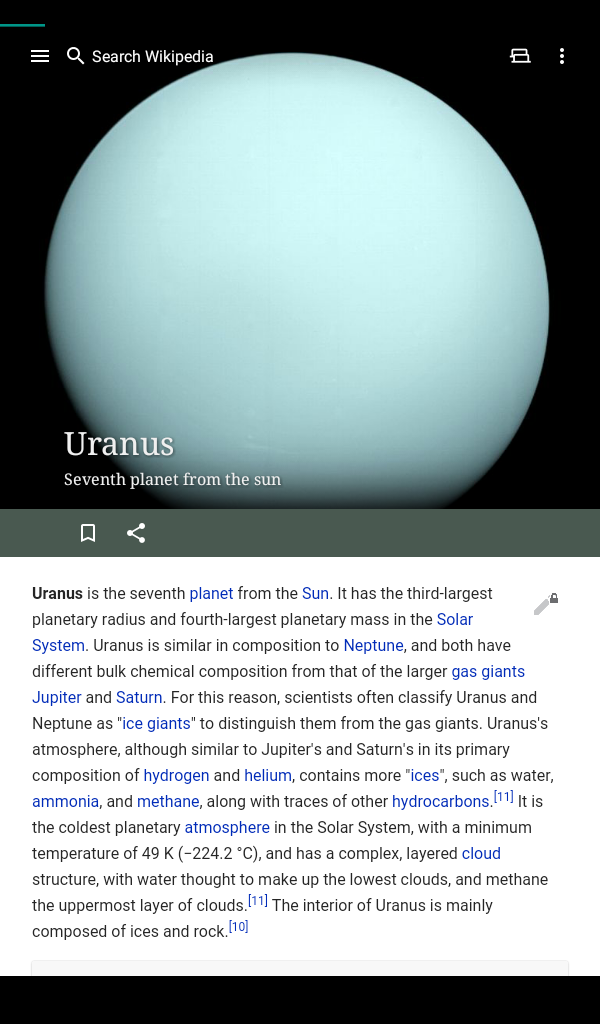 Search Wikipedia
Uranus
Seventh planet from the sun
Uranus is the seventh planet from the Sun. It has the third-largest
planetary radius and fourth-largest planetary mass in the Solar
System. Uranus is similar in composition to Neptune, and both have
different bulk chemical composition from that of the larger gas giants
Jupiter and Saturn. For this reason, scientists often classify Uranus and
Neptune as "ice giants" to distinguish them from the gas giants. Uranus's
atmosphere, although similar to Jupiter's and Saturn's in its primary
composition of hydrogen and helium, contains more "ices", such as water,
ammonia, and methane, along with traces of other hydrocarbons.[11] It is
the coldest planetary atmosphere in the Solar System, with a minimum
temperature of 49 K (−224.2 °C), and has a complex, layered cloud
structure, with water thought to make up the lowest clouds, and methane
the uppermost layer of clouds.[11] The interior of Uranus is mainly
composed of ices and rock.[10]